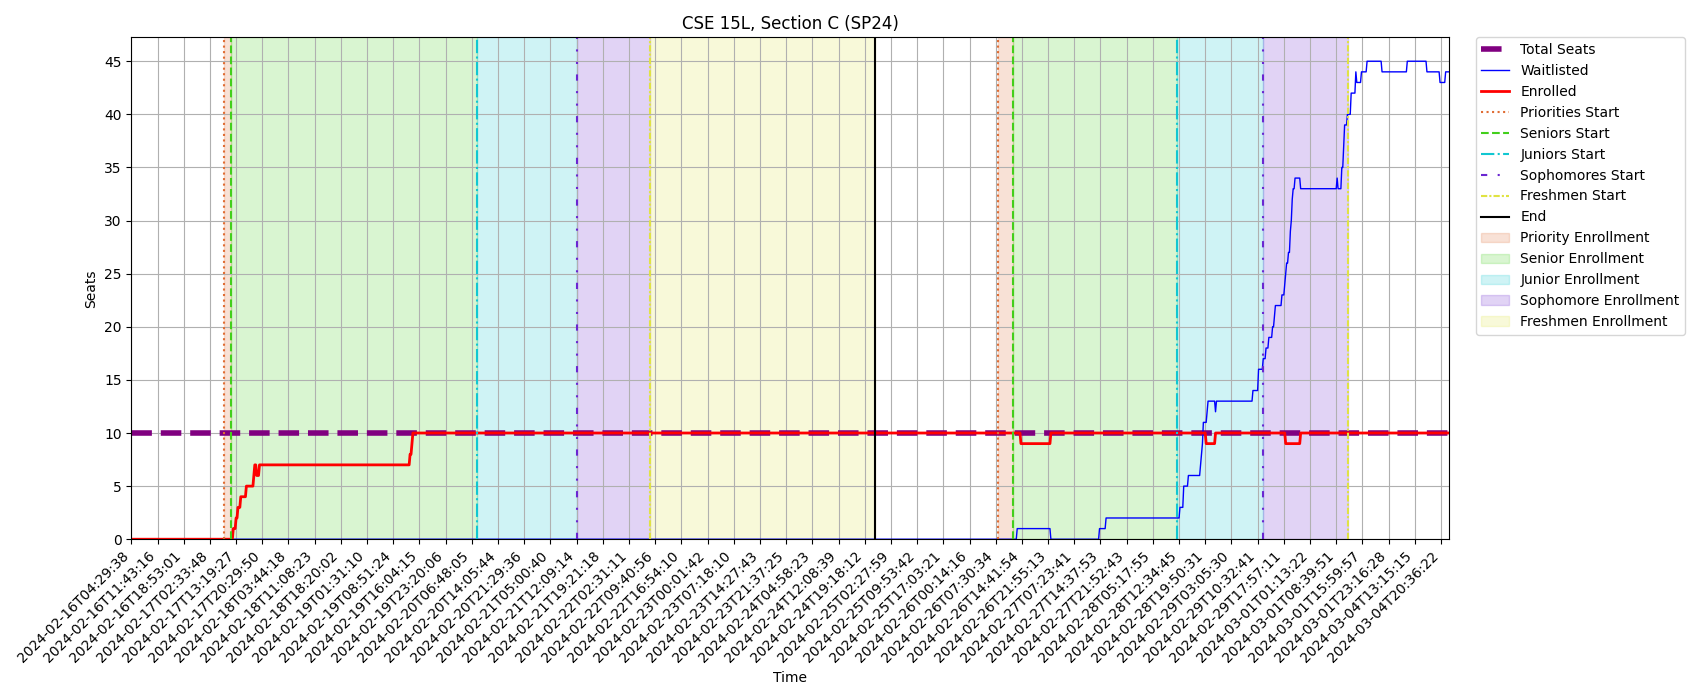 CSE 15L, Section C (SP24)
Seats
45
40
35
30
25
20
15
10
5
0
2024-02-16T04:29:38
2024-02-16T11:43:16
2024-02-16T18:53:01
2024-02-17T02:33:48
2024-02-17T13:19:27
2024-02-17T20:29:50
2024-02-18T03:44:18
2024-02-18T11:08:23
2024-02-18T18:20:02
2024-02-19T01:31:10
2024-02-19T08:51:24
2024-02-19T16:04:15
2024-02-19T23:20:06
2024-02-20T06:48:05
2024-02-20T14:05:44
2024-02-20T21:29:36
2024-02-21T05:00:40
2024-02-21T12:09:14
2024-02-21T19:21:18
2024-02-22T02:31:11
2024-02-22T09:40:56
2024-02-22T16:54:10
2024-02-23T00:01:42
2024-02-23T07:18:10
2024-02-23T14:27:43
2024-02-23T21:37:25
2024-02-24T04:58:23
2024-02-24T12:08:39
2024-02-24T19:18:12
2024-02-25T02:27:59
2024-02-25T09:53:42
2024-02-25T17:03:21
2024-02-26T00:14:16
2024-02-26T07:30:34
2024-02-26T14:41:54
2024-02-26T21:55:13
2024-02-27T07:23:41
2024-02-27T14:37:53
2024-02-27T21:52:43
2024-02-28T05:17:55
2024-02-28T12:34:45
2024-02-28T19:50:31
2024-02-29T03:05:30
2024-02-29T10:32:41
2024-02-29T17:57:11
2024-03-01T01:13:22
2024-03-01T08:39:51
2024-03-01T15:59:57
2024-03-01T23:16:28
2024-03-04T13:15:15
2024-03-04T20:36:22
Time
Total Seats
Waitlisted
Enrolled
Priorities Start
Seniors Start
Juniors Start
Sophomores Start
Freshmen Start
End
Priority Enrollment
Senior Enrollment
Junior Enrollment
Sophomore Enrollment
Freshmen Enrollment